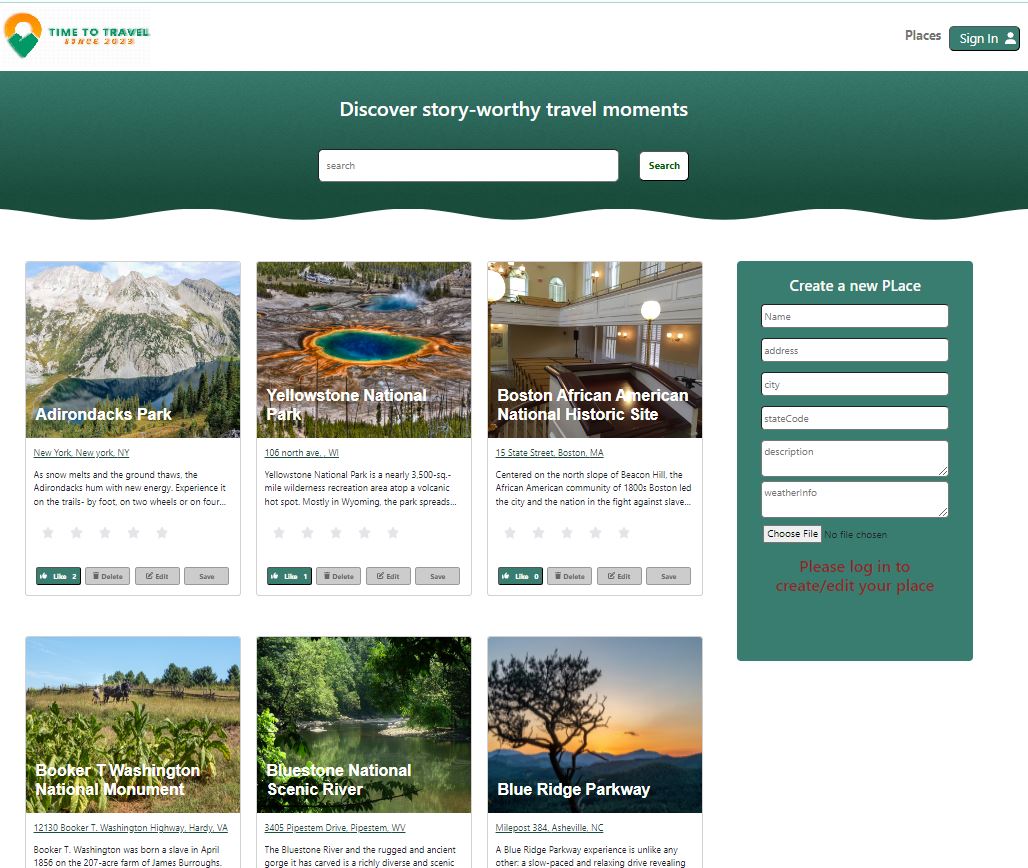 TIME TO TRAVEL
SINCE 2023
Places
Sign In
Discover story-worthy travel moments
search
Search
Adirondacks Park
New York, New york, NY
As snow melts and the ground thaws, the
Adirondacks hum with new energy. Experience it
on the trails- by foot, on two wheels or on four...
Like 2
Delete
Edit
Save
Yellowstone National
Park
106 north ave, , WI
Yellowstone National Park is a nearly 3,500-sq.-
mile wilderness recreation area atop a volcanic
hot spot. Mostly in Wyoming, the park spreads...
Like 1
Delete
Edit
Save
Boston African American
National Historic Site
15 State Street, Boston, MA
Centered on the north slope of Beacon Hill, the
African American community of 1800s Boston led
the city and the nation in the fight against slave...
Like 0
Delete
Edit
Save
Create a new PLace
Name
address
city
stateCode
description
weatherInfo
Choose File No file chosen
Please log in to
create/edit your place
Booker T Washington
National Monument
12130 Booker T. Washington Highway, Hardy, VA
Booker T. Washington was born a slave in April
1856 on the 207-acre farm of James Burroughs.
Bluestone National
Scenic River
3405 Pipestem Drive, Pipestem, WV
The Bluestone River and the rugged and ancient
gorge it has carved is a richly diverse and scenic
Blue Ridge Parkway
Milepost 384, Asheville, NC
A Blue Ridge Parkway experience is unlike any
other: a slow-paced and relaxing drive revealing